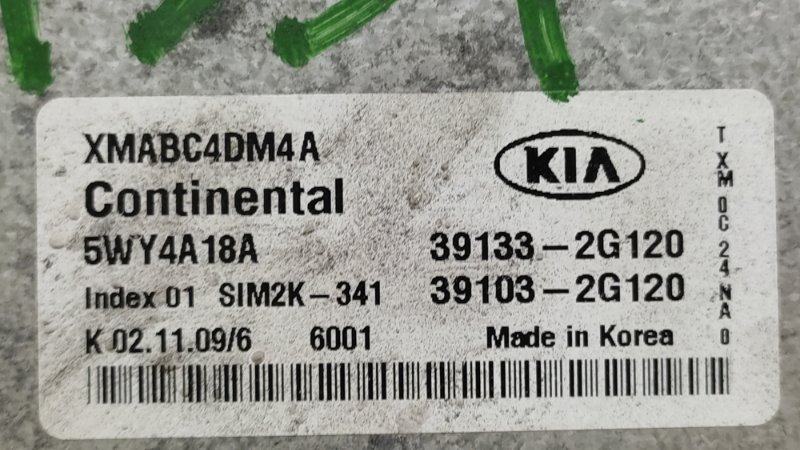 XMABC4DM4A
Continental
5WY4A18A
Index 01 SIM2K-341
K 02.11.09/6 6001
KIA
39133-2G120
39103-2G120
Made in Korea
TXM0C24NA0